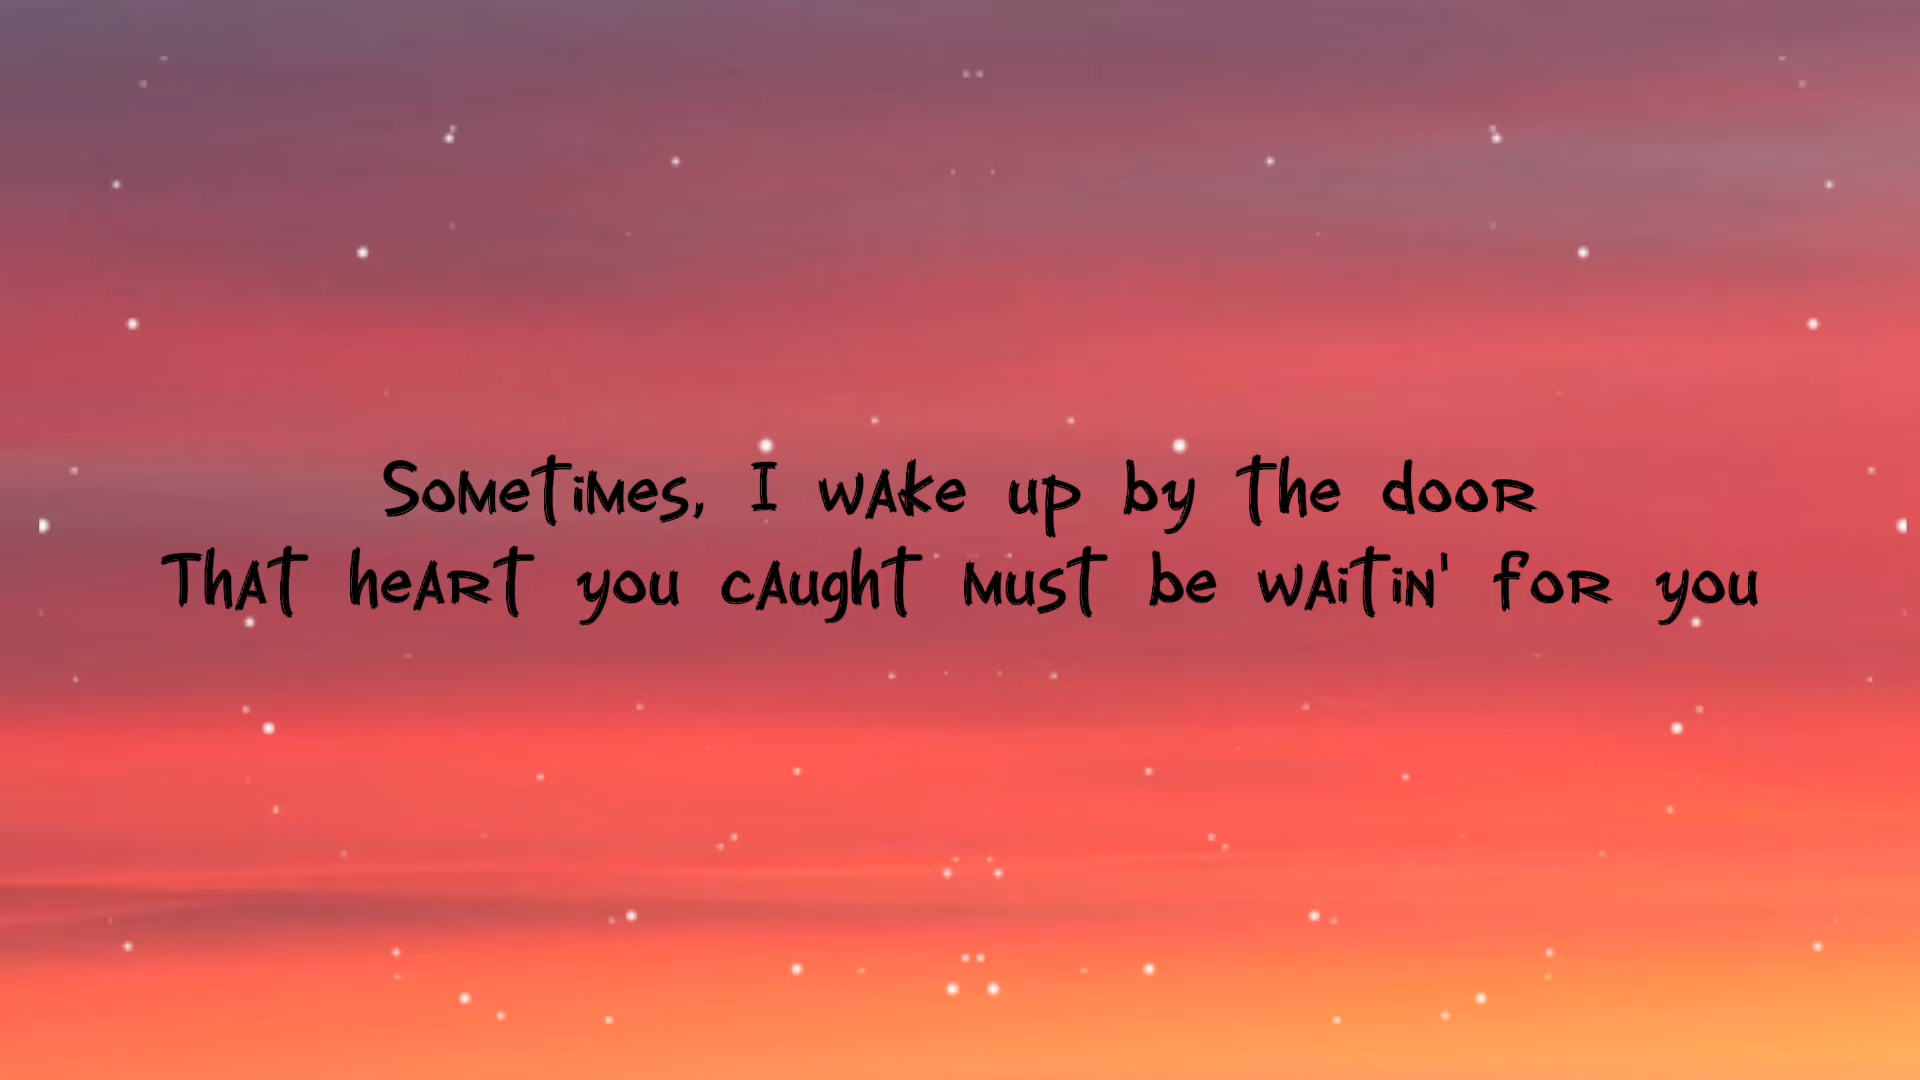 Sometimes, I wake up by the door
That heart you caught must be waitin' for you